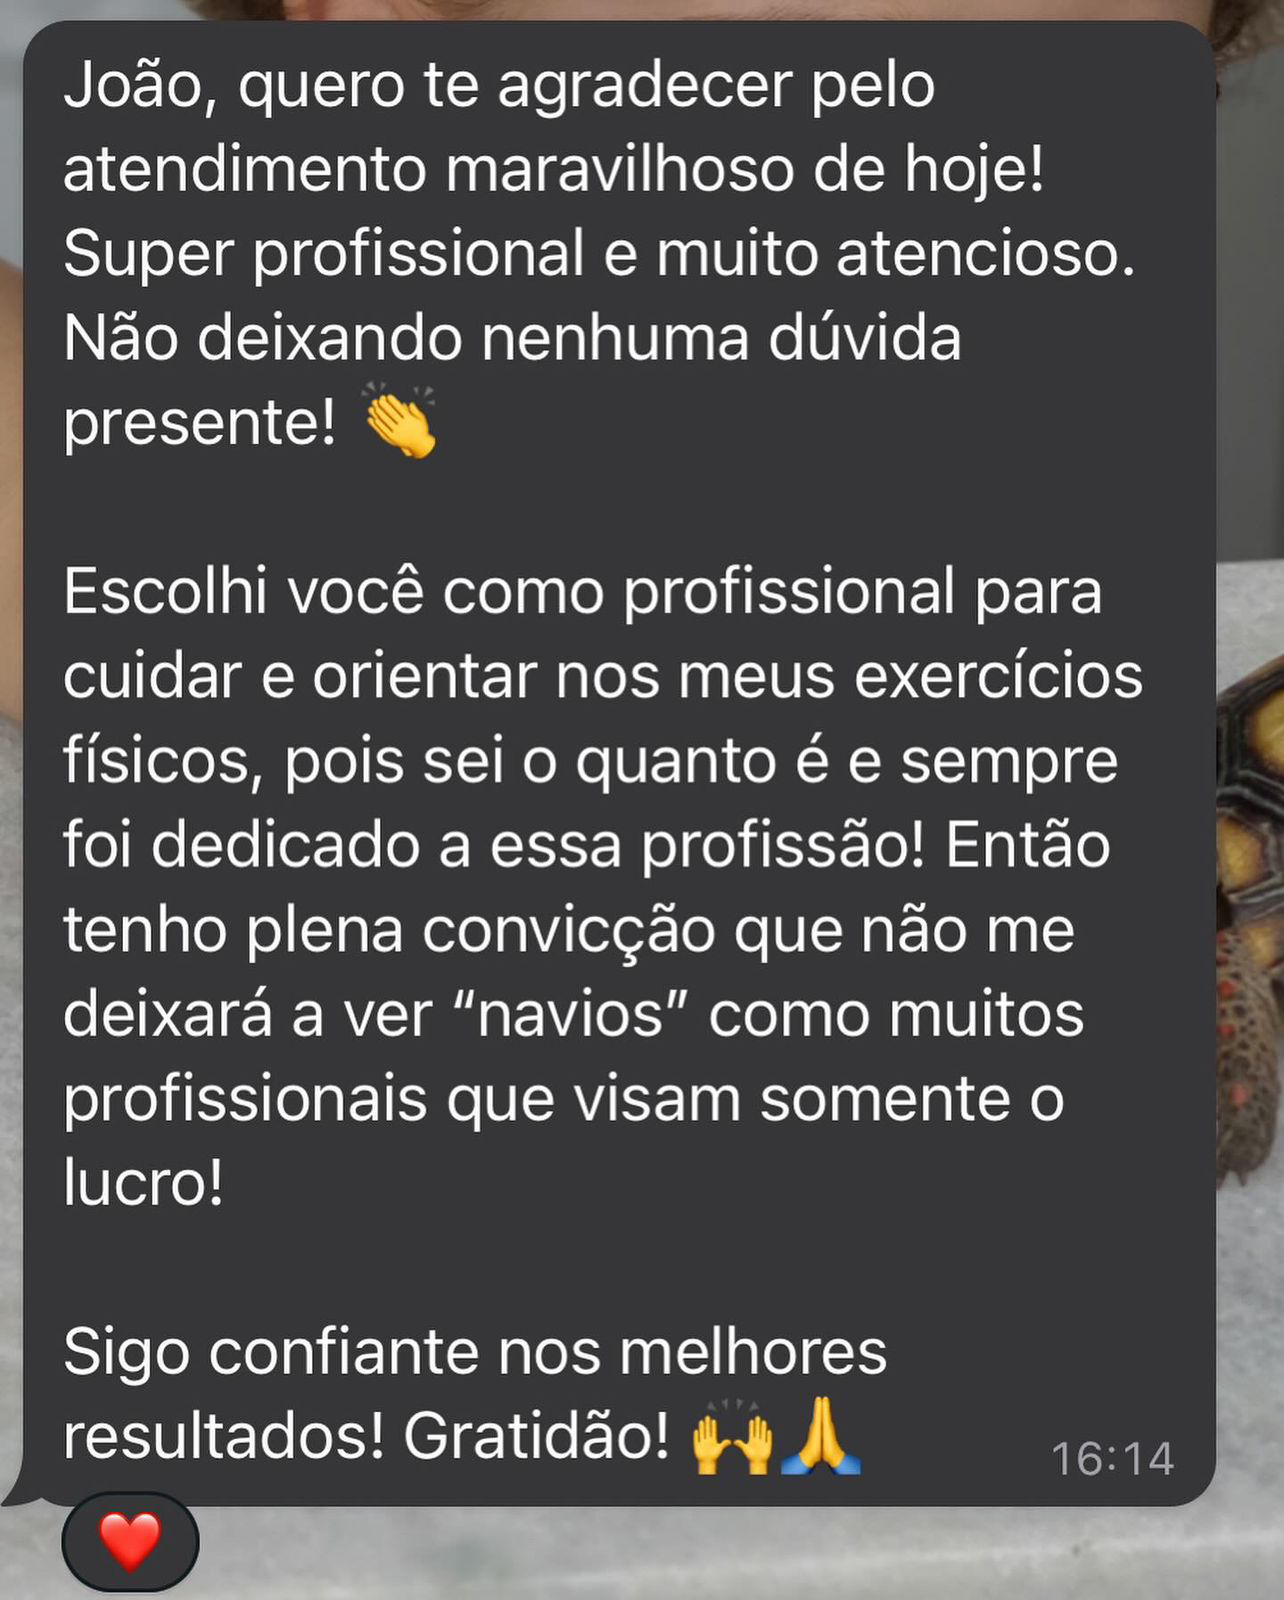 João, quero te agradecer pelo
atendimento maravilhoso de hoje!
Super profissional e muito atencioso.
Não deixando nenhuma dúvida
presente! 👏
Escolhi você como profissional para
cuidar e orientar nos meus exercícios
físicos, pois sei o quanto é e sempre
foi dedicado a essa profissão! Então
tenho plena convicção que não me
deixará a ver “navios” como muitos
profissionais que visam somente o
lucro!
Sigo confiante nos melhores
resultados! Gratidão! 🙌🙏
16:14
❤️